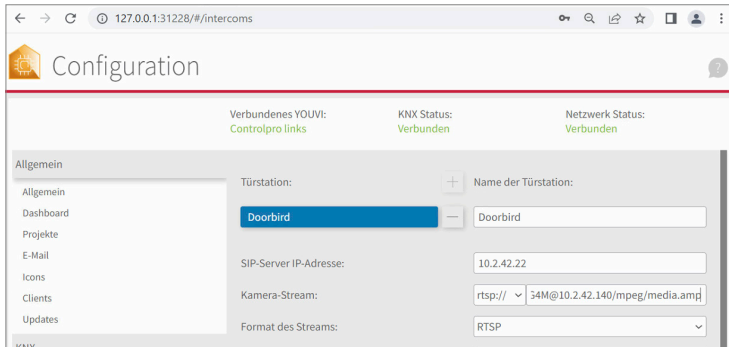 127.0.0.1:31228/#/intercoms
Configuration
?
Verbundenes YOUVI: KNX Status: Netzwerk Status:
Controlpro links Verbunden Verbunden
Allgemein
Allgemein
Dashboard
Projekte
E-Mail
Icons
Clients
Updates
Türstation: + Name der Türstation:
Doorbird — Doorbird
SIP-Server IP-Adresse: 10.2.42.22
Kamera-Stream: rtsp:// G4M@10.2.42.140/mpeg/media.amp
Format des Streams: RTSP
KNX